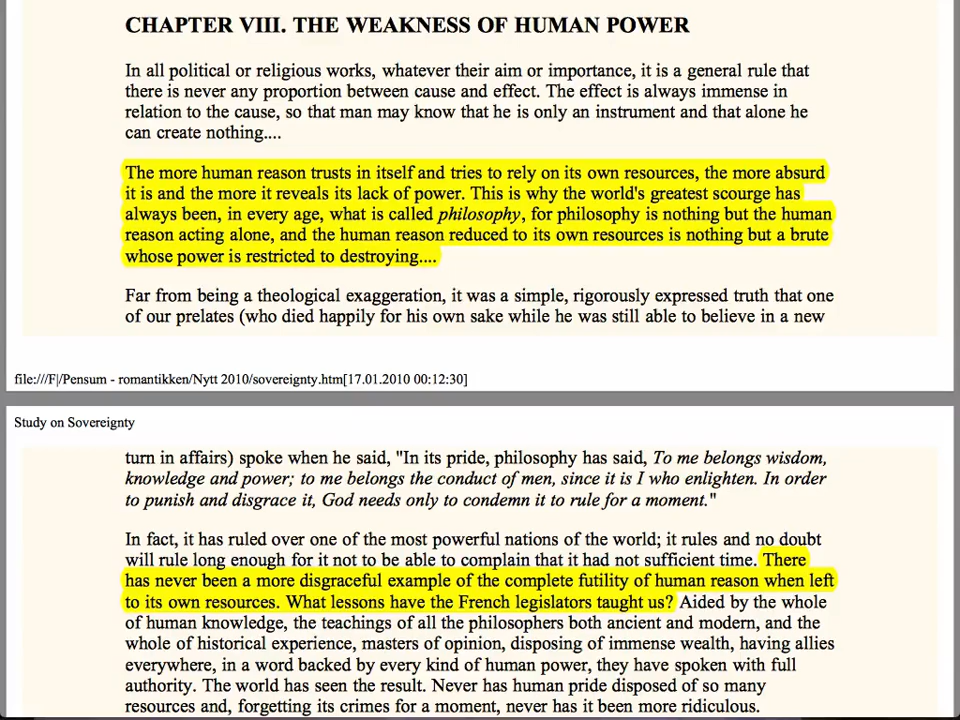 CHAPTER VIII. THE WEAKNESS OF HUMAN POWER
In all political or religious works, whatever their aim or importance, it is a general rule that
there is never any proportion between cause and effect. The effect is always immense in
relation to the cause, so that man may know that he is only an instrument and that alone he
can create nothing....
The more human reason trusts in itself and tries to rely on its own resources, the more absurd
it is and the more it reveals its lack of power. This is why the world's greatest scourge has
always been, in every age, what is called philosophy, for philosophy is nothing but the human
reason acting alone, and the human reason reduced to its own resources is nothing but a brute
whose power is restricted to destroying....
Far from being a theological exaggeration, it was a simple, rigorously expressed truth that one
of our prelates (who died happily for his own sake while he was still able to believe in a new
file:///F|/Pensum - romantikken/Nytt 2010/sovereignty.htm[17.01.2010 00:12:30]
Study on Sovereignty
turn in affairs) spoke when he said, "In its pride, philosophy has said, To me belongs wisdom,
knowledge and power; to me belongs the conduct of men, since it is I who enlighten. In order
to punish and disgrace it, God needs only to condemn it to rule for a moment."
In fact, it has ruled over one of the most powerful nations of the world; it rules and no doubt
will rule long enough for it not to be able to complain that it had not sufficient time. There
has never been a more disgraceful example of the complete futility of human reason when left
to its own resources. What lessons have the French legislators taught us? Aided by the whole
of human knowledge, the teachings of all the philosophers both ancient and modern, and the
whole of historical experience, masters of opinion, disposing of immense wealth, having allies
everywhere, in a word backed by every kind of human power, they have spoken with full
authority. The world has seen the result. Never has human pride disposed of so many
resources and, forgetting its crimes for a moment, never has it been more ridiculous.